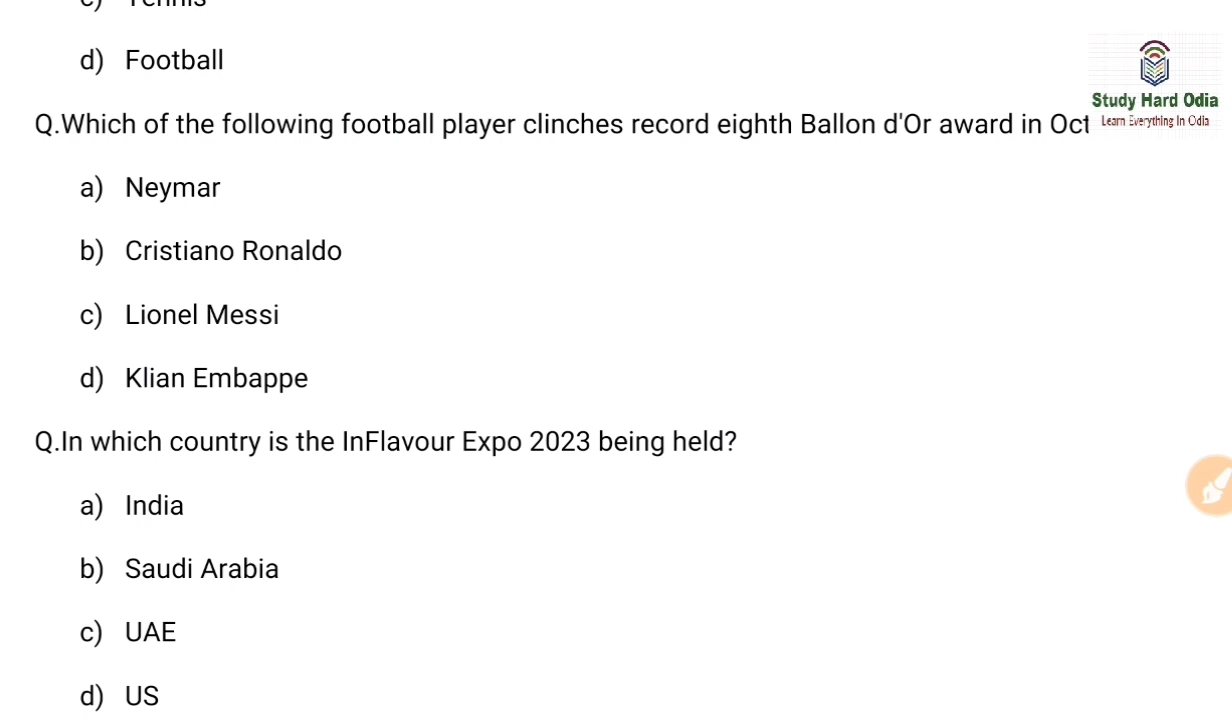 c) Tennis
d) Football
Study Hard Odia
Q.Which of the following football player clinches record eighth Ballon d'Or award in Oct
Learn Everything In Odia
a) Neymar
b) Cristiano Ronaldo
c) Lionel Messi
d) Klian Embappe
Q.In which country is the InFlavour Expo 2023 being held?
a) India
b) Saudi Arabia
c) UAE
d) US